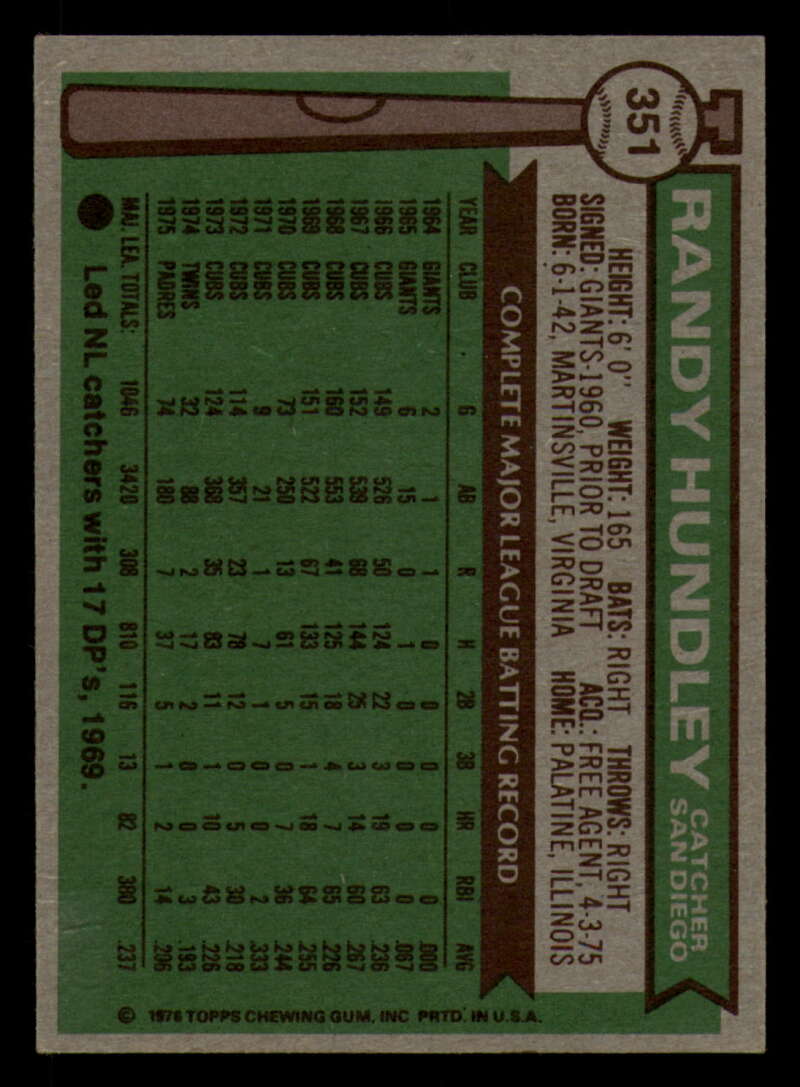 351
RANDY HUNDLEY CATCHER SAN DIEGO
HEIGHT: 6' 0" WEIGHT: 165 BATS: RIGHT THROWS: RIGHT
SIGNED: GIANTS-1960, PRIOR TO DRAFT ACQ.: FREE AGENT, 4-3-75
BORN: 6-1-42, MARTINSVILLE, VIRGINIA HOME: PALATINE, ILLINOIS
COMPLETE MAJOR LEAGUE BATTING RECORD
YEAR CLUB G AB R H 2B 3B HR RBI AVG
1964 GIANTS 2 1 1 0 0 0 0 0 .000
1965 GIANTS 6 15 0 1 0 0 0 0 .067
1966 CUBS 149 526 50 124 22 3 19 63 .236
1967 CUBS 152 539 68 144 25 3 14 60 .267
1968 CUBS 160 553 41 125 18 4 7 65 .226
1969 CUBS 151 522 67 133 15 1 18 64 .255
1970 CUBS 73 250 13 61 5 0 7 36 .244
1971 CUBS 9 21 1 7 1 0 0 2 .333
1972 CUBS 114 357 23 78 12 0 5 30 .218
1973 CUBS 124 368 35 83 11 1 10 43 .226
1974 TWINS 32 88 2 17 2 0 0 3 .193
1975 PADRES 74 180 7 37 5 1 2 14 .206
MAJ. LEA. TOTALS: 1046 3420 308 810 116 13 82 380 .237
Led NL catchers with 17 DP's, 1969.
© 1976 TOPPS CHEWING GUM, INC PRTD. IN U.S.A.